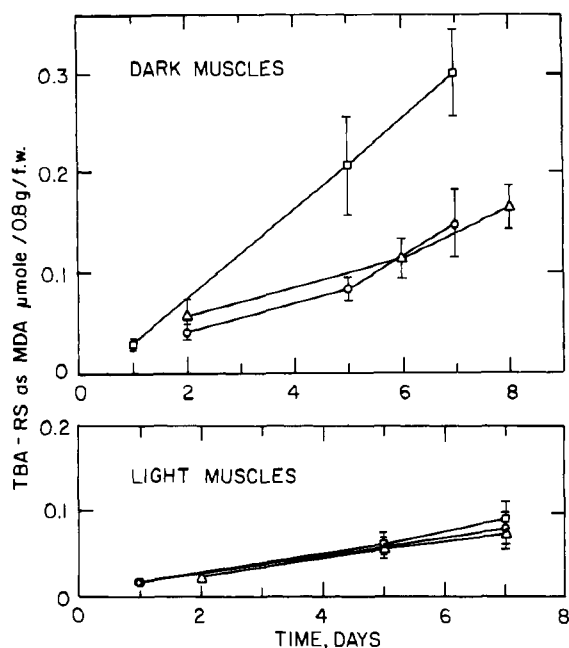 TBA-RS as MDA µmole/0.8g/f.w.
DARK MUSCLES
0.3
0.2
0.1
0
0 2 4 6 8
LIGHT MUSCLES
0.2
0.1
0
0 2 4 6 8
TIME, DAYS